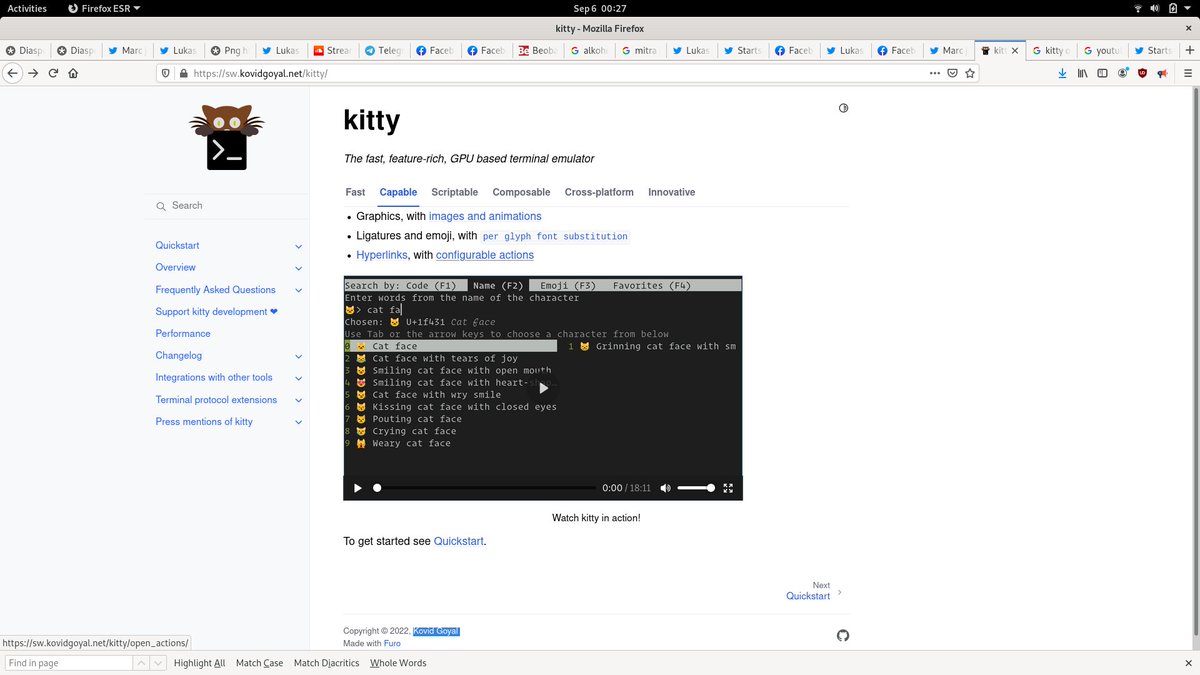 Activities Firefox ESR Sep 6 00:27
kitty - Mozilla Firefox
Diasp Diasp Marc Lukas Png h Lukas Strear Teleg Faceb Faceb Beob alkoh mitra Lukas Starts Faceb Lukas Faceb Marc kitt kitty o youtu Starts
https://sw.kovidgoyal.net/kitty/
>_
kitty
The fast, feature-rich, GPU based terminal emulator
Search
Quickstart
Overview
Frequently Asked Questions
Support kitty development ❤
Performance
Changelog
Integrations with other tools
Terminal protocol extensions
Press mentions of kitty
Fast Capable Scriptable Composable Cross-platform Innovative
• Graphics, with images and animations
• Ligatures and emoji, with per glyph font substitution
• Hyperlinks, with configurable actions
Search by: Code (F1) Name (F2) Emoji (F3) Favorites (F4)
Enter words from the name of the character
🐱> cat fa
Chosen: 🐱 U+1f431 Cat face
Use Tab or the arrow keys to choose a character from below
0 🐱 Cat face 1 😸 Grinning cat face with sm
2 😹 Cat face with tears of joy
3 😺 Smiling cat face with open mouth
4 😻 Smiling cat face with heart-
5 😼 Cat face with wry smile
6 😽 Kissing cat face with closed eyes
7 😾 Pouting cat face
8 😿 Crying cat face
9 🙀 Weary cat face
0:00 / 18:11
Watch kitty in action!
To get started see Quickstart.
Next
Quickstart
Copyright © 2022, Kovid Goyal
Made with Furo
https://sw.kovidgoyal.net/kitty/open_actions/
Find in page Highlight All Match Case Match Diacritics Whole Words